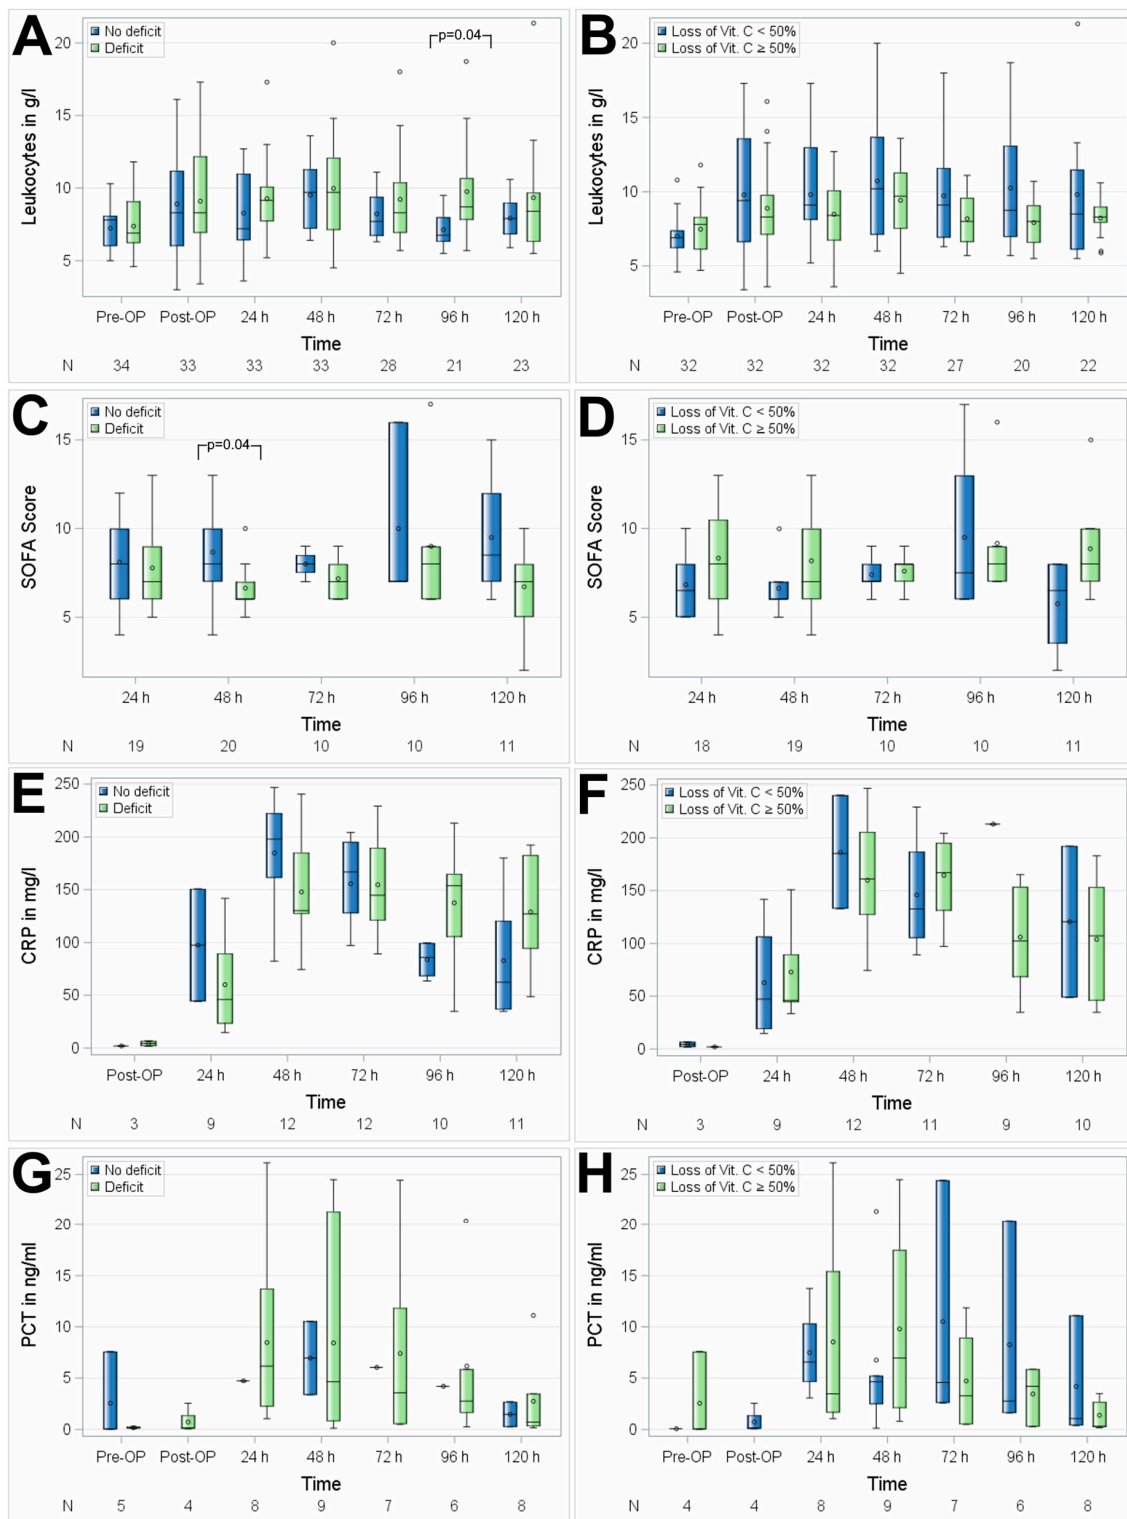 A
No deficit
Deficit
p=0.04
Leukocytes in g/l
20
15
10
5
Pre-OP Post-OP 24 h 48 h 72 h 96 h 120 h
Time
N 34 33 33 33 28 21 23
B
Loss of Vit. C < 50%
Loss of Vit. C ≥ 50%
Leukocytes in g/l
20
15
10
5
Pre-OP Post-OP 24 h 48 h 72 h 96 h 120 h
Time
N 32 32 32 32 27 20 22
C
No deficit
Deficit
p=0.04
SOFA Score
15
10
5
24 h 48 h 72 h 96 h 120 h
Time
N 19 20 10 10 11
D
Loss of Vit. C < 50%
Loss of Vit. C ≥ 50%
SOFA Score
15
10
5
24 h 48 h 72 h 96 h 120 h
Time
N 18 19 10 10 11
E
No deficit
Deficit
CRP in mg/l
250
200
150
100
50
0
Post-OP 24 h 48 h 72 h 96 h 120 h
Time
N 3 9 12 12 10 11
F
Loss of Vit. C < 50%
Loss of Vit. C ≥ 50%
CRP in mg/l
250
200
150
100
50
0
Post-OP 24 h 48 h 72 h 96 h 120 h
Time
N 3 9 12 11 9 10
G
No deficit
Deficit
PCT in ng/ml
25
20
15
10
5
0
Pre-OP Post-OP 24 h 48 h 72 h 96 h 120 h
Time
N 5 4 8 9 7 6 8
H
Loss of Vit. C < 50%
Loss of Vit. C ≥ 50%
PCT in ng/ml
25
20
15
10
5
0
Pre-OP Post-OP 24 h 48 h 72 h 96 h 120 h
Time
N 4 4 8 9 7 6 8